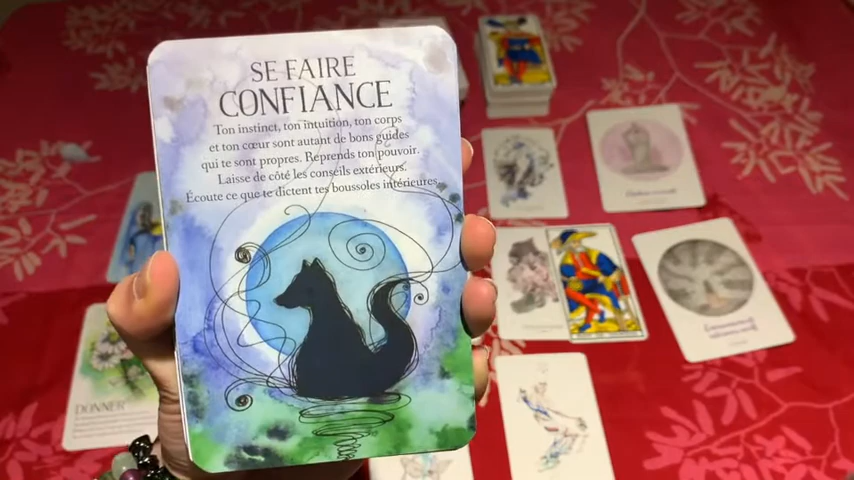 SE FAIRE
CONFIANCE
Ton instinct, ton intuition, ton corps
et ton cœur sont autant de bons guides
qui te sont propres. Reprends ton pouvoir.
Laisse de côté les conseils extérieurs.
Écoute ce que te dictent tes boussoles intérieures.
DONNER